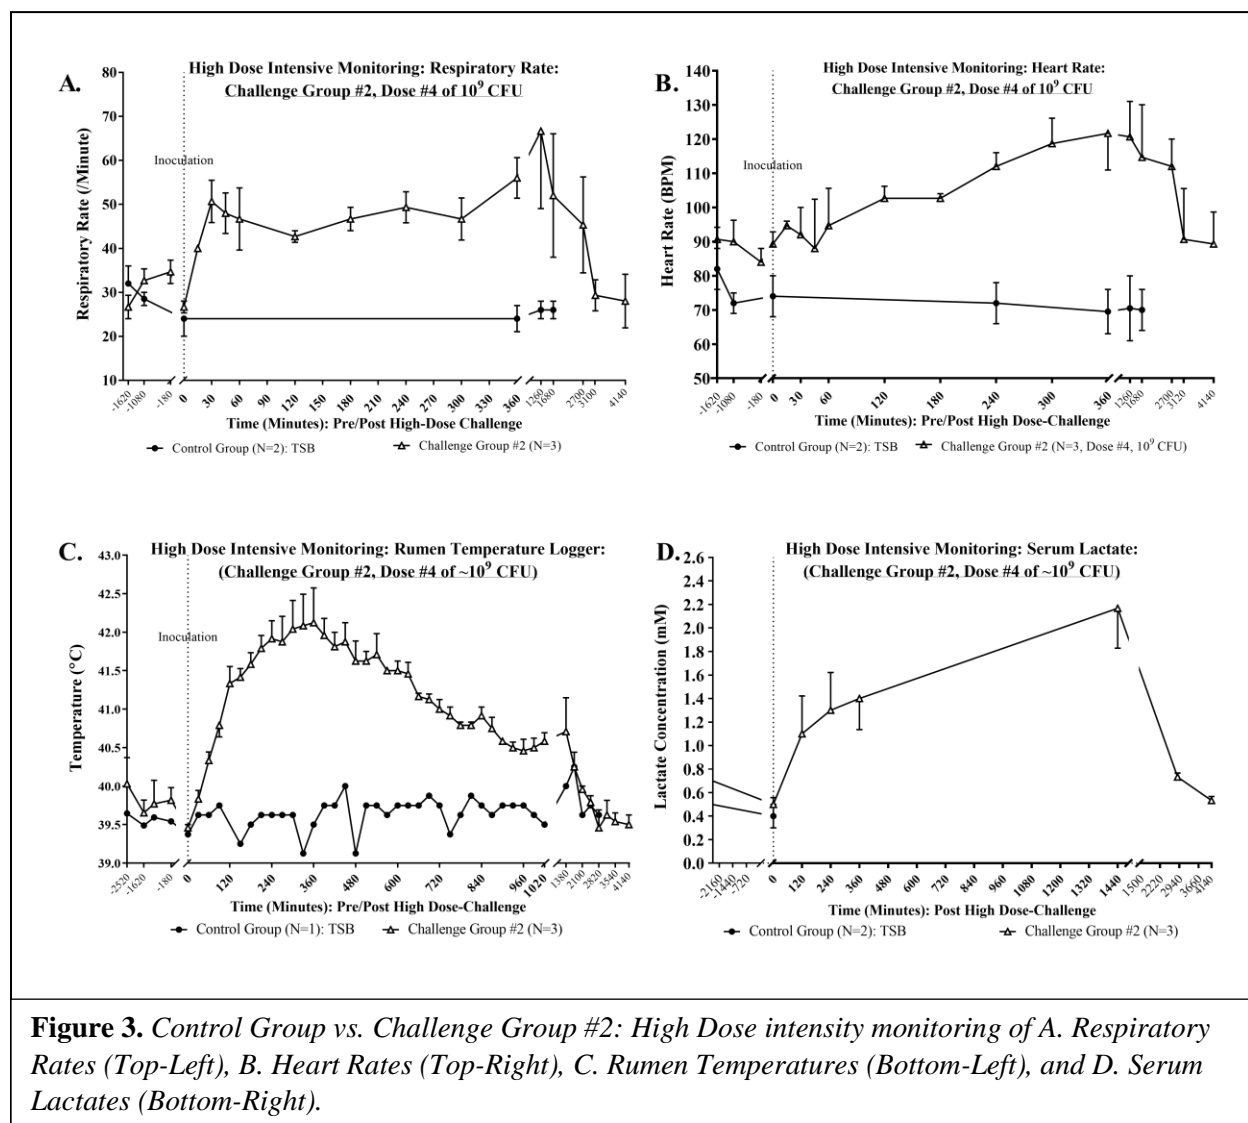 A.
High Dose Intensive Monitoring: Respiratory Rate:
Challenge Group #2, Dose #4 of 10⁹ CFU
Respiratory Rate (/Minute)
80
70
60
50
40
30
20
10
Inoculation
-1620 -1080 -180 0 30 60 90 120 150 180 210 240 270 300 330 360 1260 1680 2700 3100 4140
Time (Minutes): Pre/Post High-Dose Challenge
Control Group (N=2): TSB Challenge Group #2 (N=3)
B.
High Dose Intensive Monitoring: Heart Rate:
Challenge Group #2, Dose #4 of 10⁹ CFU
Heart Rate (BPM)
140
130
120
110
100
90
80
70
60
50
Inoculation
-1620 -1080 -180 0 30 60 120 180 240 300 360 1260 1680 2700 3120 4140
Time (Minutes): Pre/Post High Dose-Challenge
Control Group (N=2): TSB Challenge Group #2 (N=3, Dose #4, 10⁹ CFU)
C.
High Dose Intensive Monitoring: Rumen Temperature Logger:
(Challenge Group #2, Dose #4 of ~10⁹ CFU)
Temperature (°C)
43.0
42.5
42.0
41.5
41.0
40.5
40.0
39.5
39.0
Inoculation
-2520 -1620 -180 0 120 240 360 480 600 720 840 960 1020 1380 2100 2820 3540 4140
Time (Minutes): Pre/Post High Dose-Challenge
Control Group (N=1): TSB Challenge Group #2 (N=3)
D.
High Dose Intensive Monitoring: Serum Lactate:
(Challenge Group #2, Dose #4 of ~10⁹ CFU)
Lactate Concentration (mM)
2.6
2.4
2.2
2.0
1.8
1.6
1.4
1.2
1.0
0.8
0.6
0.4
0.2
0.0
-2160 -1440 -720 0 120 240 360 480 600 720 840 960 1080 1200 1320 1440 1500 2220 2940 3660 4140
Time (Minutes): Post High Dose-Challenge
Control Group (N=2): TSB Challenge Group #2 (N=3)
Figure 3. Control Group vs. Challenge Group #2: High Dose intensity monitoring of A. Respiratory
Rates (Top-Left), B. Heart Rates (Top-Right), C. Rumen Temperatures (Bottom-Left), and D. Serum
Lactates (Bottom-Right).